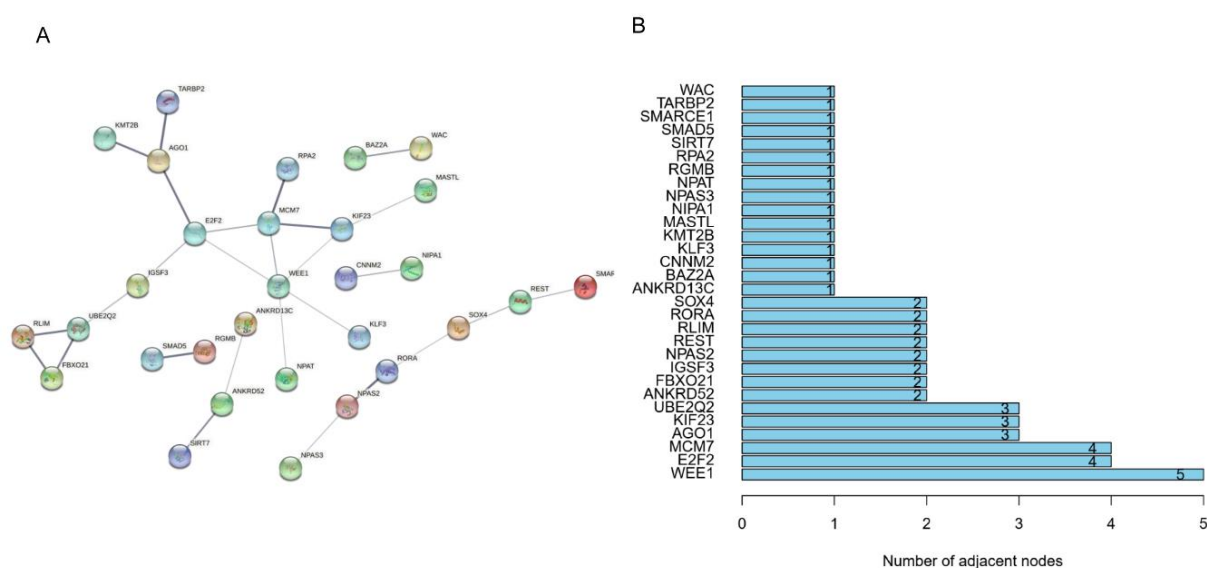 A
B
TARBP2
KMT2B
AGO1
RPA2
BAZ2A
WAC
MASTL
MCM7
KIF23
E2F2
IGSF3
WEE1
CNNM2
NIPA1
REST
SMAF
SOX4
UBE2Q2
RLIM
FBXO21
ANKRD13C
KLF3
SMAD5
RGMB
RORA
NPAT
NPAS2
ANKRD52
SIRT7
NPAS3
WAC 1
TARBP2 1
SMARCE1 1
SMAD5 1
SIRT7 1
RPA2 1
RGMB 1
NPAT 1
NPAS3 1
NIPA1 1
MASTL 1
KMT2B 1
KLF3 1
CNNM2 1
BAZ2A 1
ANKRD13C 1
SOX4 2
RORA 2
RLIM 2
REST 2
NPAS2 2
IGSF3 2
FBXO21 2
ANKRD52 2
UBE2Q2 3
KIF23 3
AGO1 3
MCM7 4
E2F2 4
WEE1 5
0 1 2 3 4 5
Number of adjacent nodes